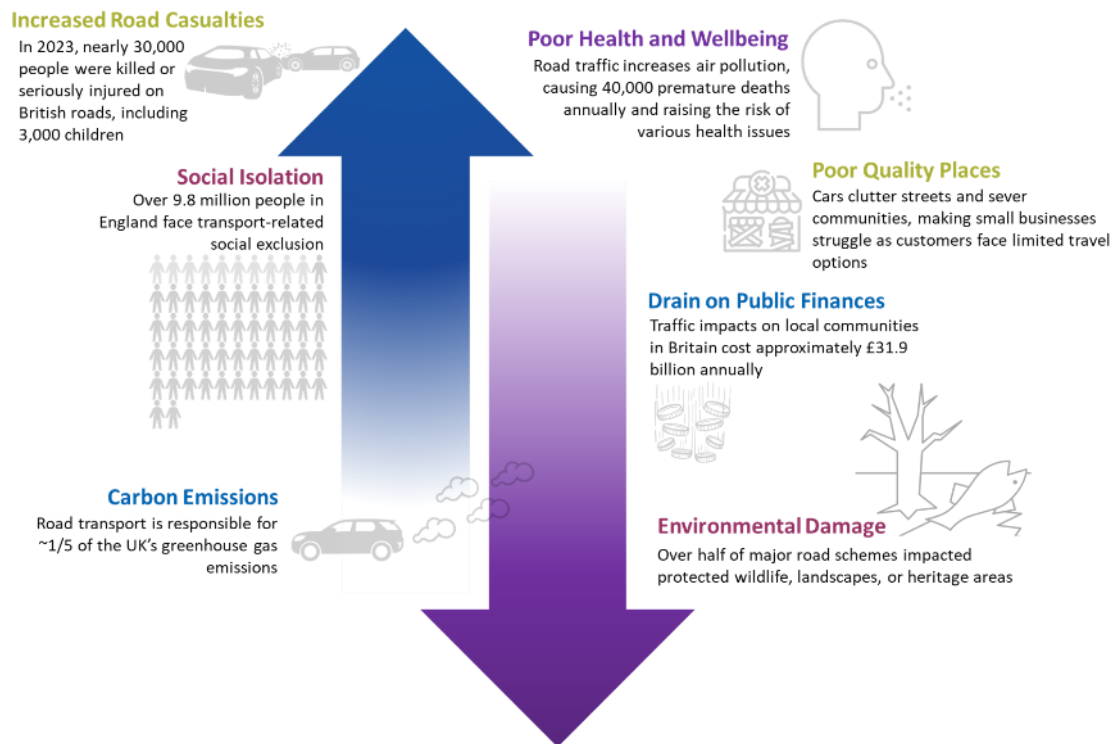 Increased Road Casualties
In 2023, nearly 30,000
people were killed or
seriously injured on
British roads, including
3,000 children
Poor Health and Wellbeing
Road traffic increases air pollution,
causing 40,000 premature deaths
annually and raising the risk of
various health issues
Social Isolation
Over 9.8 million people in
England face transport-related
social exclusion
Poor Quality Places
Cars clutter streets and sever
communities, making small businesses
struggle as customers face limited travel
options
Drain on Public Finances
Traffic impacts on local communities
in Britain cost approximately £31.9
billion annually
Carbon Emissions
Road transport is responsible for
~1/5 of the UK's greenhouse gas
emissions
Environmental Damage
Over half of major road schemes impacted
protected wildlife, landscapes, or heritage areas